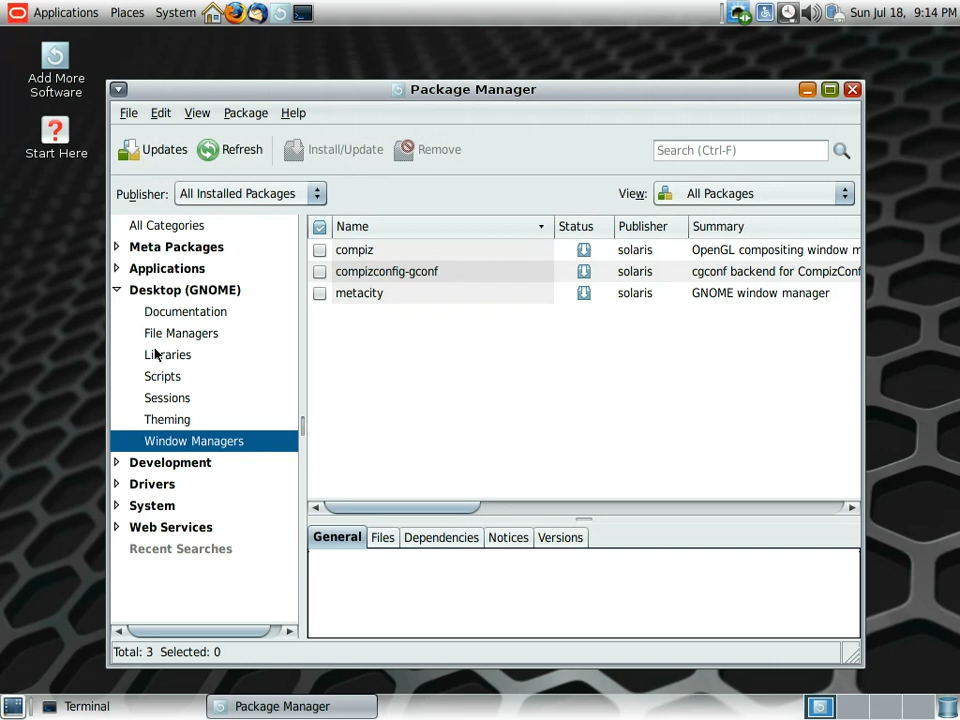 Applications Places System Sun Jul 18, 9:14 PM
Add More
Software
Start Here
Package Manager
File Edit View Package Help
Updates Refresh Install/Update Remove Search (Ctrl-F)
Publisher: All Installed Packages View: All Packages
All Categories
Meta Packages
Applications
Desktop (GNOME)
Documentation
File Managers
Libraries
Scripts
Sessions
Theming
Window Managers
Development
Drivers
System
Web Services
Recent Searches
Name Status Publisher Summary
compiz solaris OpenGL compositing window m
compizconfig-gconf solaris cgconf backend for CompizConf
metacity solaris GNOME window manager
General Files Dependencies Notices Versions
Total: 3 Selected: 0
Terminal Package Manager